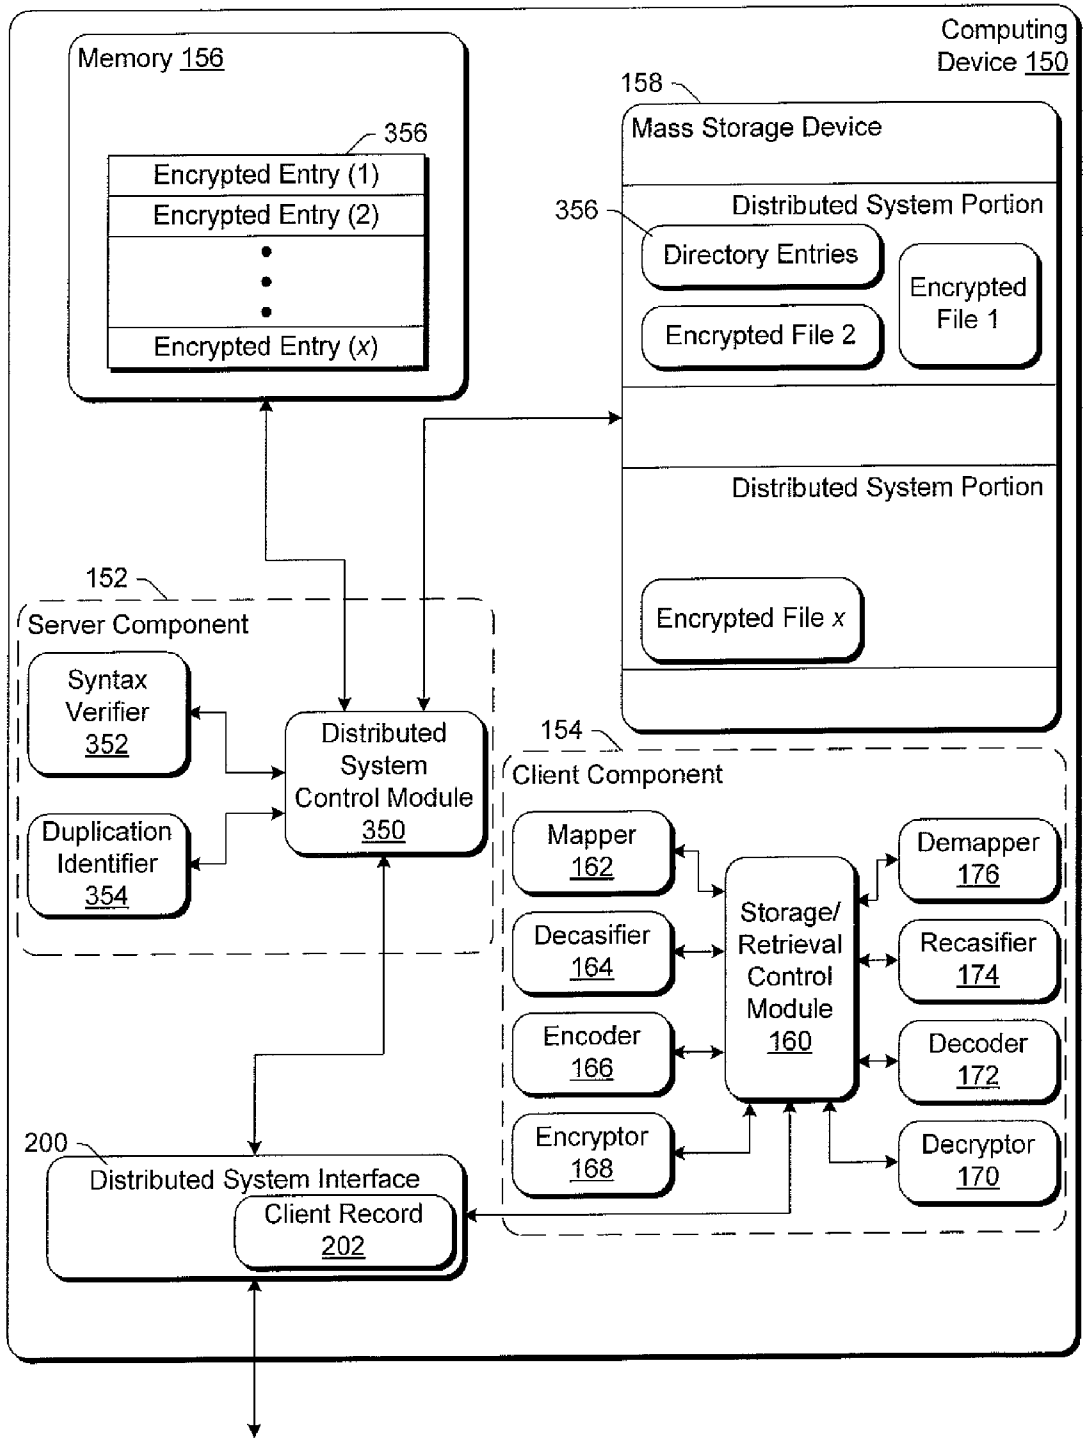 Computing
Device 150
Memory 156
356
Encrypted Entry (1)
Encrypted Entry (2)
Encrypted Entry (x)
158
Mass Storage Device
Distributed System Portion
356
Directory Entries
Encrypted
File 1
Encrypted File 2
Distributed System Portion
Encrypted File x
152
Server Component
Syntax
Verifier
352
Distributed
System
Control Module
350
Duplication
Identifier
354
154
Client Component
Mapper
162
Decasifier
164
Encoder
166
Encryptor
168
Storage/
Retrieval
Control
Module
160
Demapper
176
Recasifier
174
Decoder
172
Decryptor
170
200
Distributed System Interface
Client Record
202